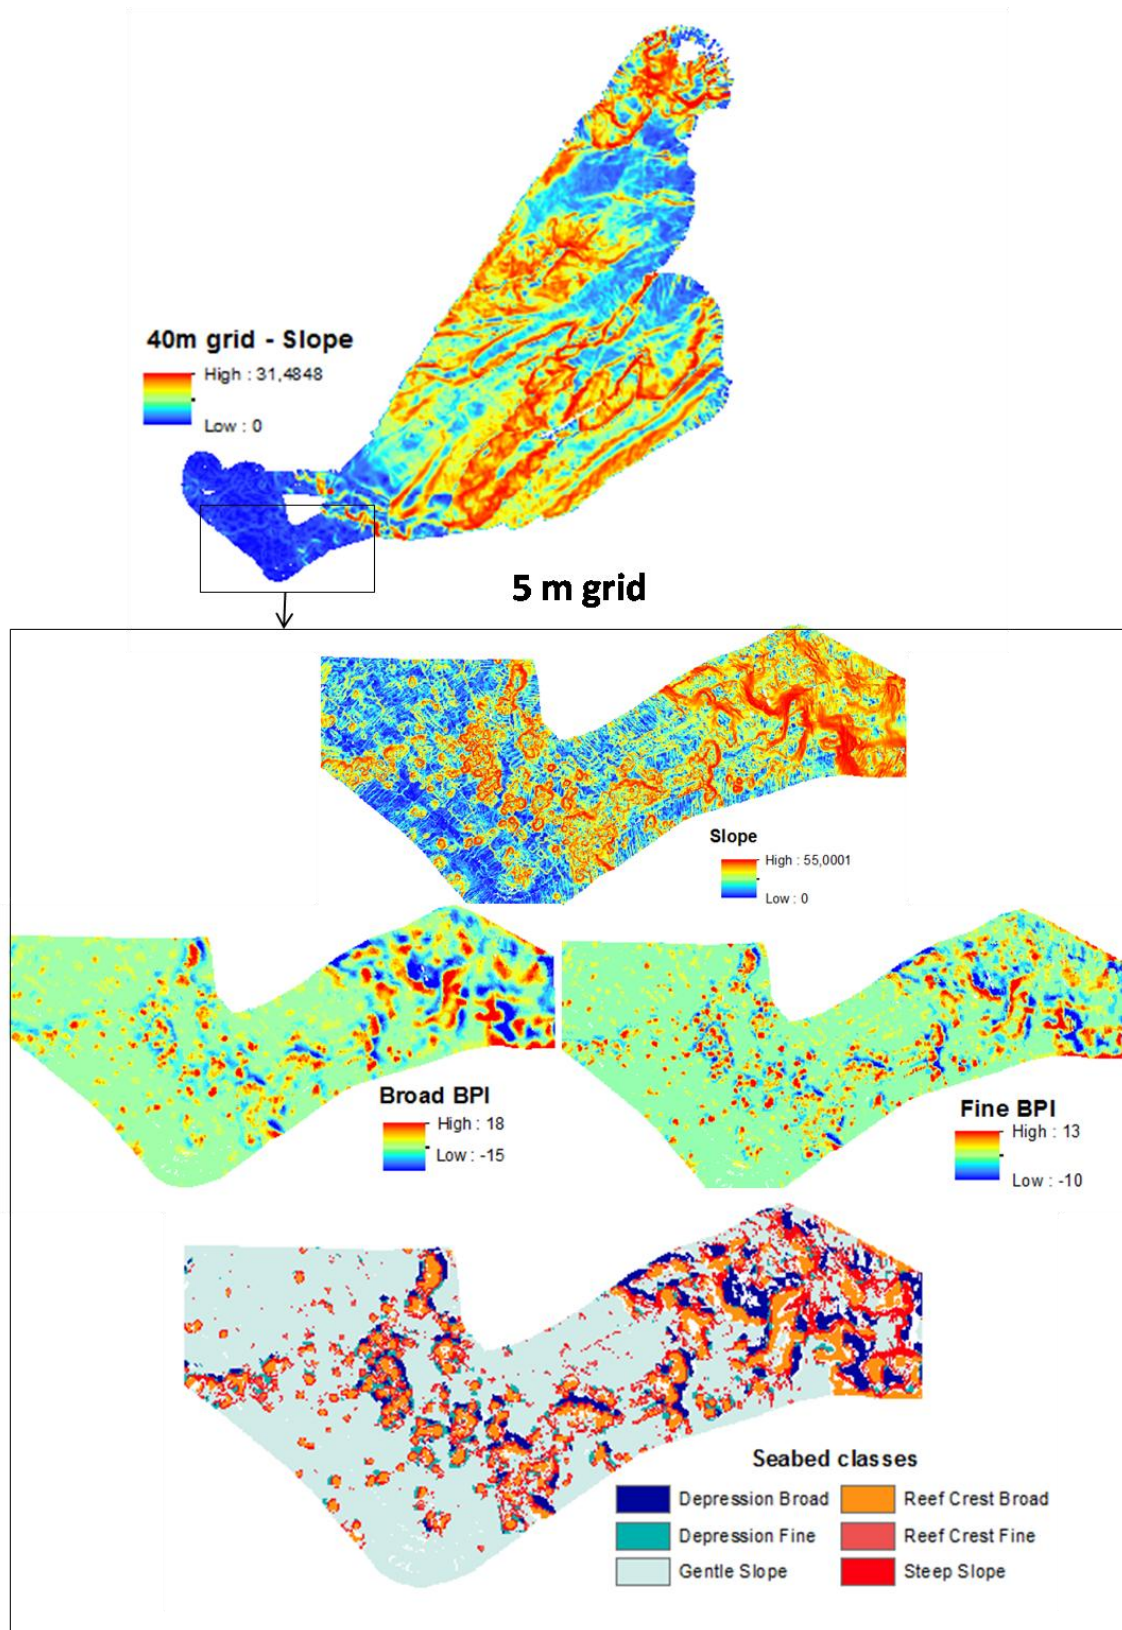 40m grid - Slope
High : 31,4848
Low : 0
5 m grid
Slope
High : 55,0001
Low : 0
Broad BPI
High : 18
Low : -15
Fine BPI
High : 13
Low : -10
Seabed classes
Depression Broad
Reef Crest Broad
Depression Fine
Reef Crest Fine
Gentle Slope
Steep Slope